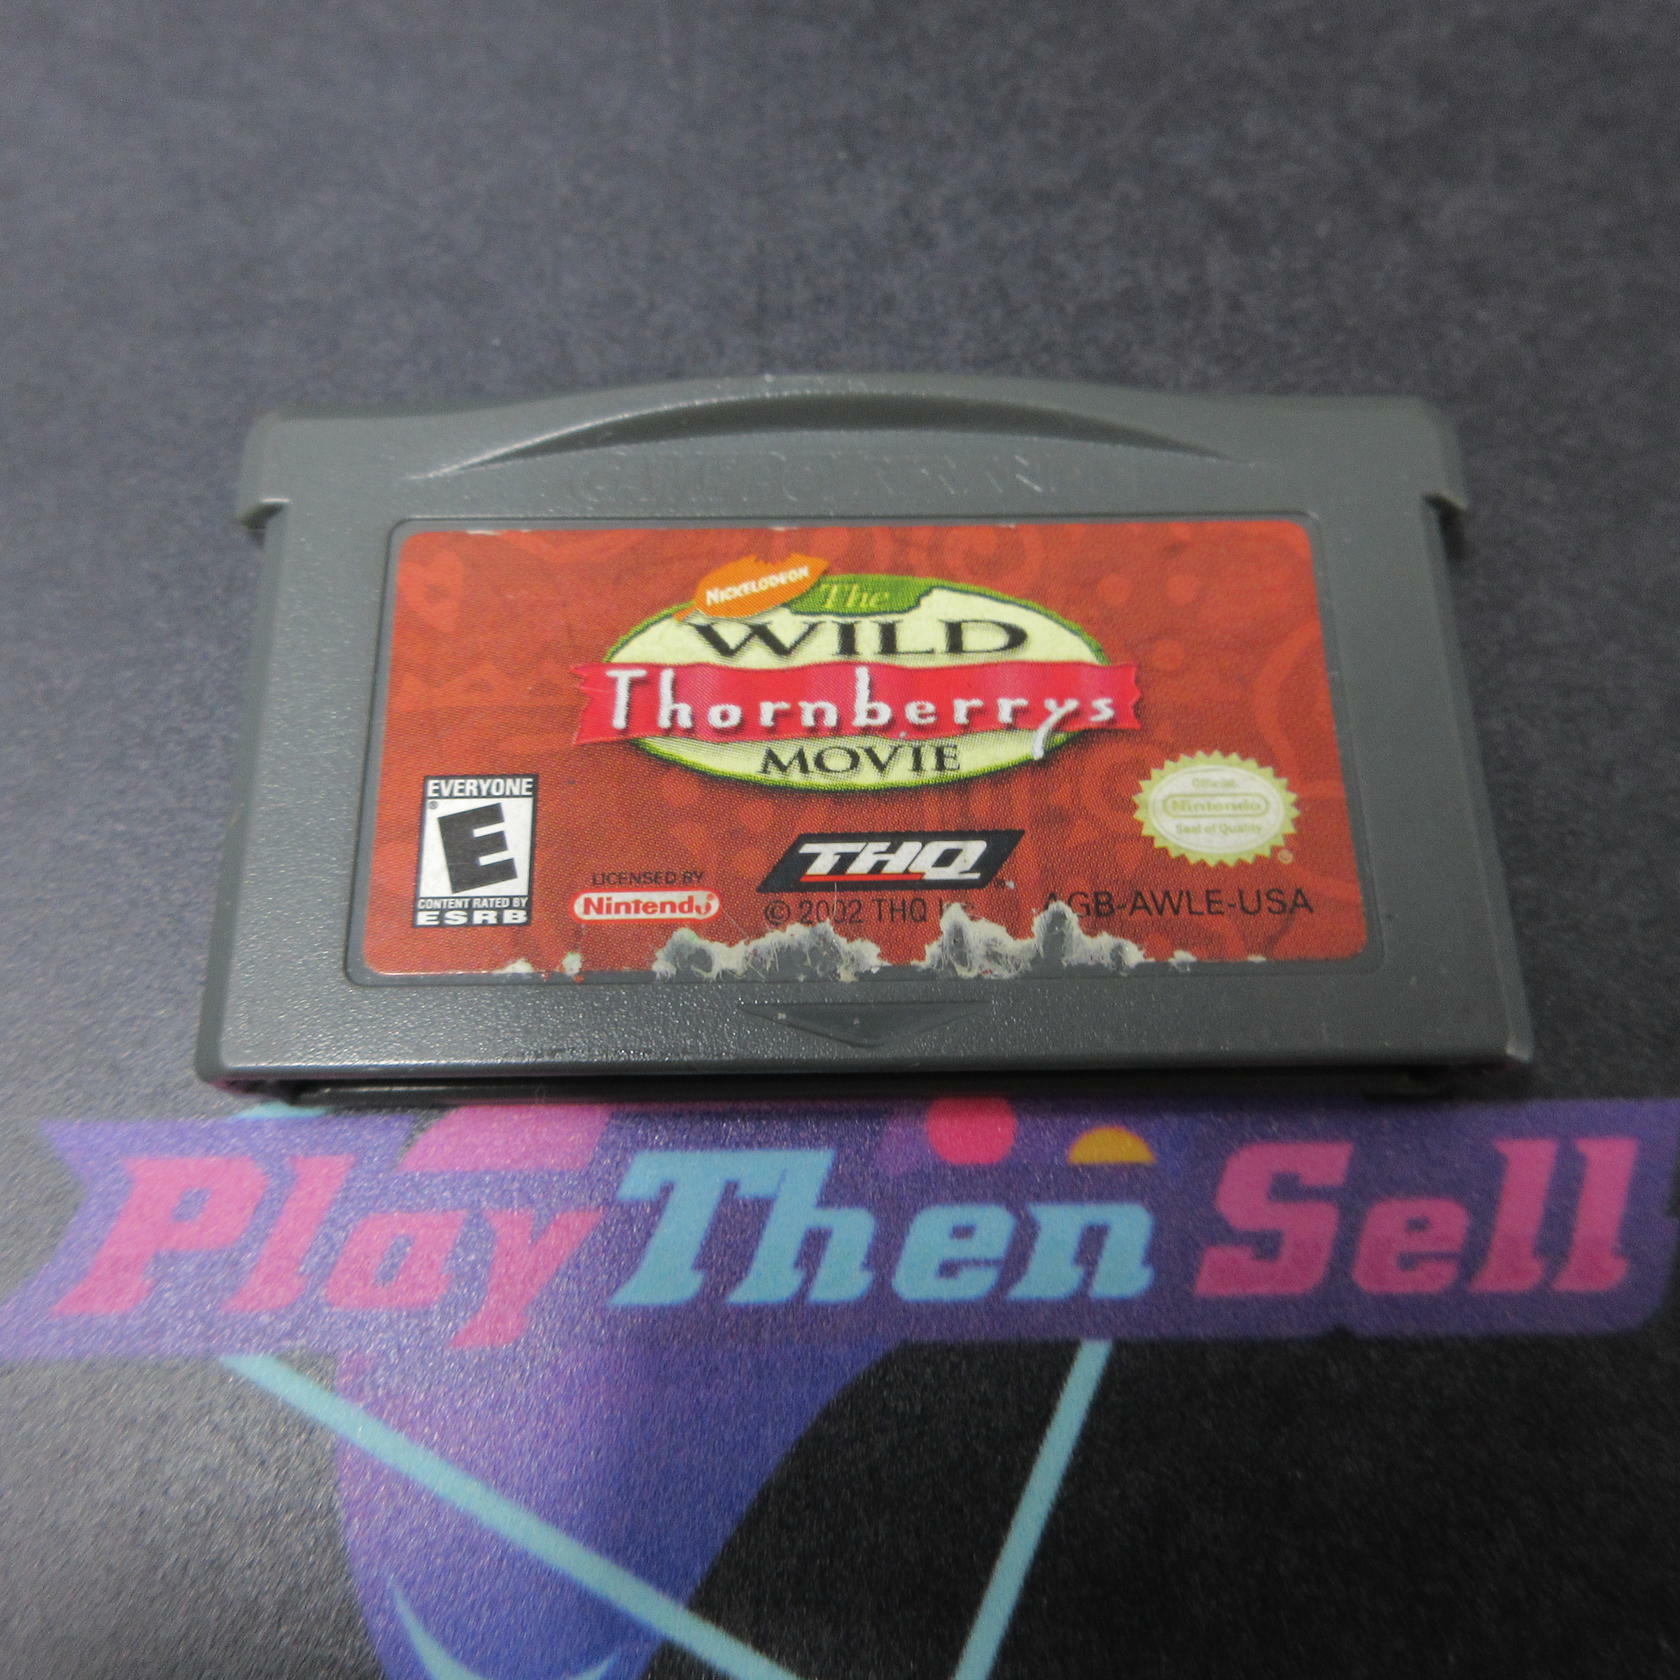 GAME BOY ADVANCE
NICKELODEON
The
WILD
Thornberrys
MOVIE
EVERYONE
E
CONTENT RATED BY
ESRB
LICENSED BY
Nintendo
THQ
© 2002 THQ Inc.
AGB-AWLE-USA
Official
Nintendo
Seal of Quality
Play Then Sell